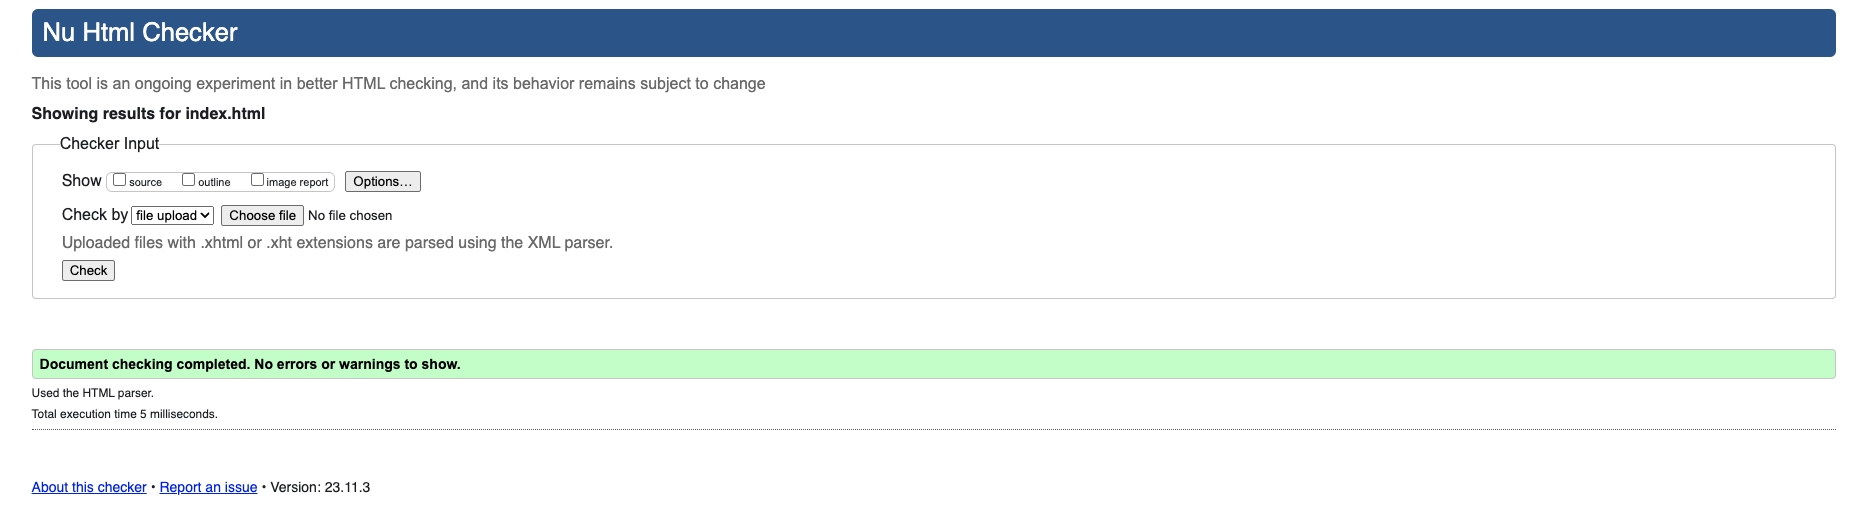 Nu Html Checker
This tool is an ongoing experiment in better HTML checking, and its behavior remains subject to change
Showing results for index.html
Checker Input
Show source outline image report Options...
Check by file upload Choose file No file chosen
Uploaded files with .xhtml or .xht extensions are parsed using the XML parser.
Check
Document checking completed. No errors or warnings to show.
Used the HTML parser.
Total execution time 5 milliseconds.
About this checker • Report an issue • Version: 23.11.3